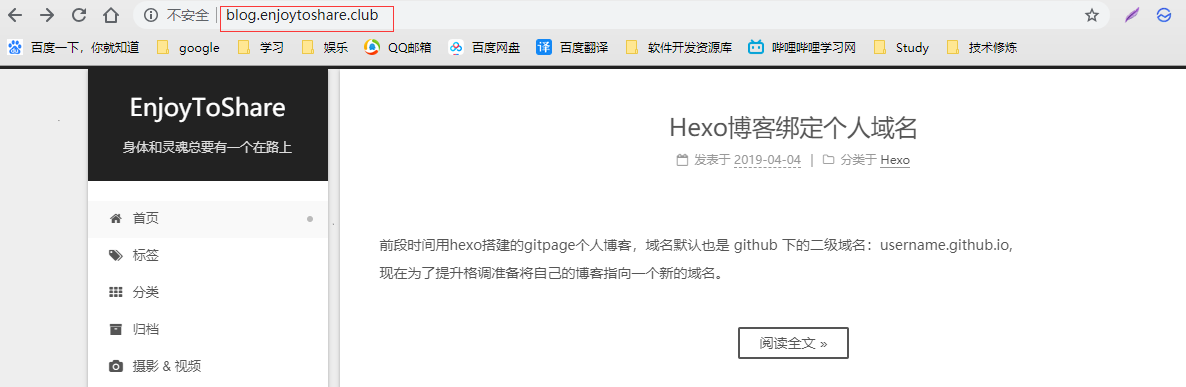 不安全 | blog.enjoytoshare.club
百度一下，你就知道 google 学习 娱乐 QQ邮箱 百度网盘 译 百度翻译 软件开发资源库 哔哩哔哩学习网 Study 技术修炼
EnjoyToShare
身体和灵魂总要有一个在路上
首页
标签
分类
归档
摄影 & 视频
Hexo博客绑定个人域名
发表于 2019-04-04 | 分类于 Hexo
前段时间用hexo搭建的gitpage个人博客，域名默认也是 github 下的二级域名：username.github.io,
现在为了提升格调准备将自己的博客指向一个新的域名。
阅读全文 »